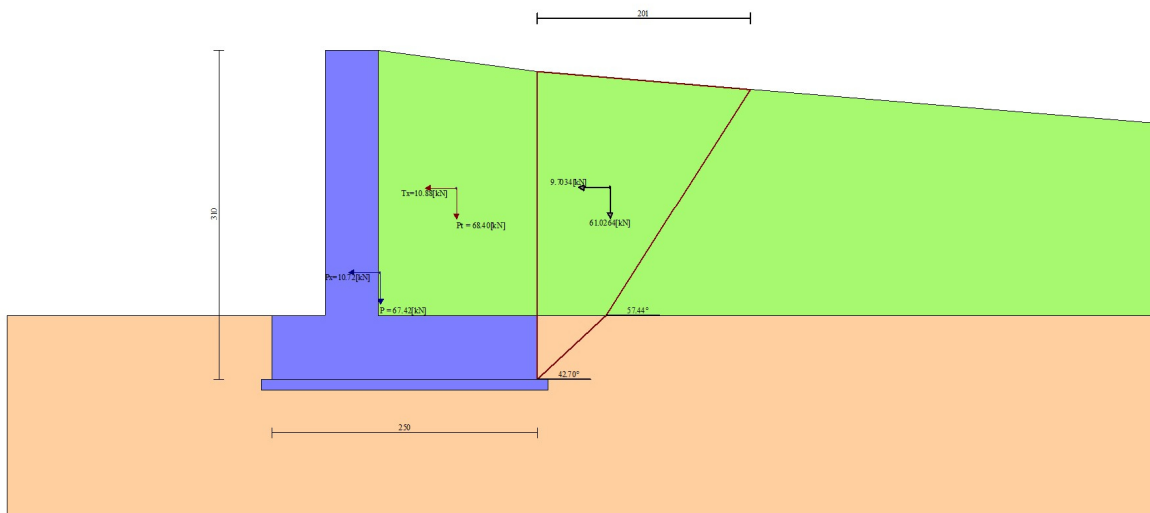 201
310
9.7034[kN]
Tx=10.88[kN]
Pt = 68.40[kN]
61.0264[kN]
Px=10.72[kN]
P = 67.42[kN]
57.44°
42.70°
250